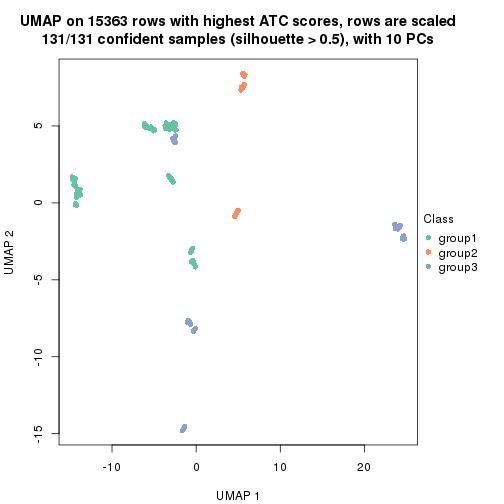 UMAP on 15363 rows with highest ATC scores, rows are scaled
131/131 confident samples (silhouette > 0.5), with 10 PCs
5
0
-5
-10
-15
UMAP 2
-10
0
10
20
UMAP 1
Class
group1
group2
group3